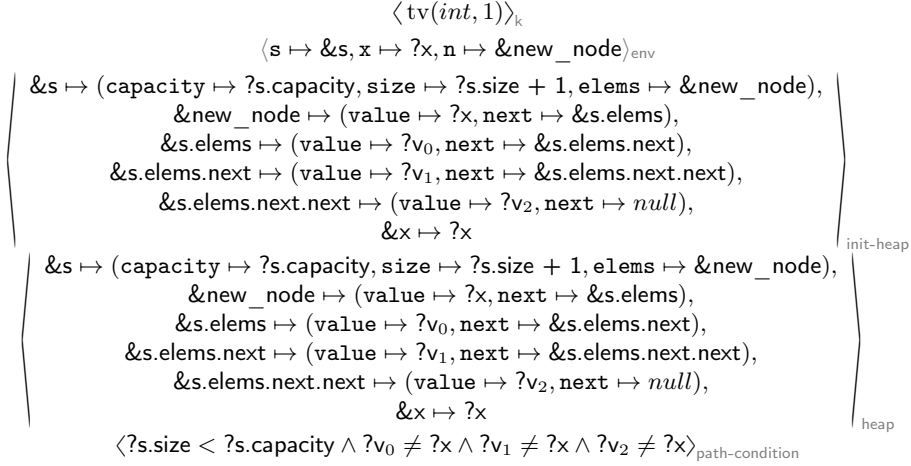 ⟨tv(int, 1)⟩k
⟨s ↦ &s, x ↦ ?x, n ↦ &new_node⟩env
&s ↦ (capacity ↦ ?s.capacity, size ↦ ?s.size + 1, elems ↦ &new_node),
&new_node ↦ (value ↦ ?x, next ↦ &s.elems),
&s.elems ↦ (value ↦ ?v₀, next ↦ &s.elems.next),
&s.elems.next ↦ (value ↦ ?v₁, next ↦ &s.elems.next.next),
&s.elems.next.next ↦ (value ↦ ?v₂, next ↦ null),
&x ↦ ?x
init-heap
&s ↦ (capacity ↦ ?s.capacity, size ↦ ?s.size + 1, elems ↦ &new_node),
&new_node ↦ (value ↦ ?x, next ↦ &s.elems),
&s.elems ↦ (value ↦ ?v₀, next ↦ &s.elems.next),
&s.elems.next ↦ (value ↦ ?v₁, next ↦ &s.elems.next.next),
&s.elems.next.next ↦ (value ↦ ?v₂, next ↦ null),
&x ↦ ?x
heap
⟨?s.size < ?s.capacity ∧ ?v₀ ≠ ?x ∧ ?v₁ ≠ ?x ∧ ?v₂ ≠ ?x⟩path-condition